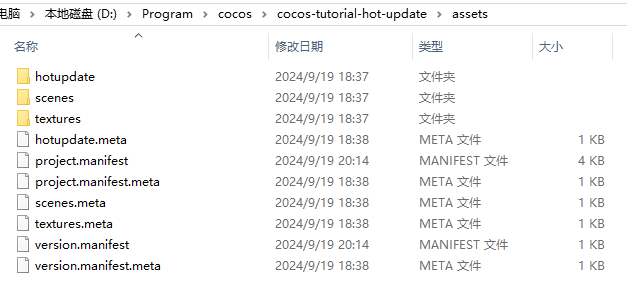 电脑 > 本地磁盘 (D:) > Program > cocos > cocos-tutorial-hot-update > assets
名称 修改日期 类型 大小
hotupdate 2024/9/19 18:37 文件夹
scenes 2024/9/19 18:37 文件夹
textures 2024/9/19 18:37 文件夹
hotupdate.meta 2024/9/19 18:38 META 文件 1 KB
project.manifest 2024/9/19 20:14 MANIFEST 文件 4 KB
project.manifest.meta 2024/9/19 18:38 META 文件 1 KB
scenes.meta 2024/9/19 18:38 META 文件 1 KB
textures.meta 2024/9/19 18:38 META 文件 1 KB
version.manifest 2024/9/19 20:14 MANIFEST 文件 1 KB
version.manifest.meta 2024/9/19 18:38 META 文件 1 KB